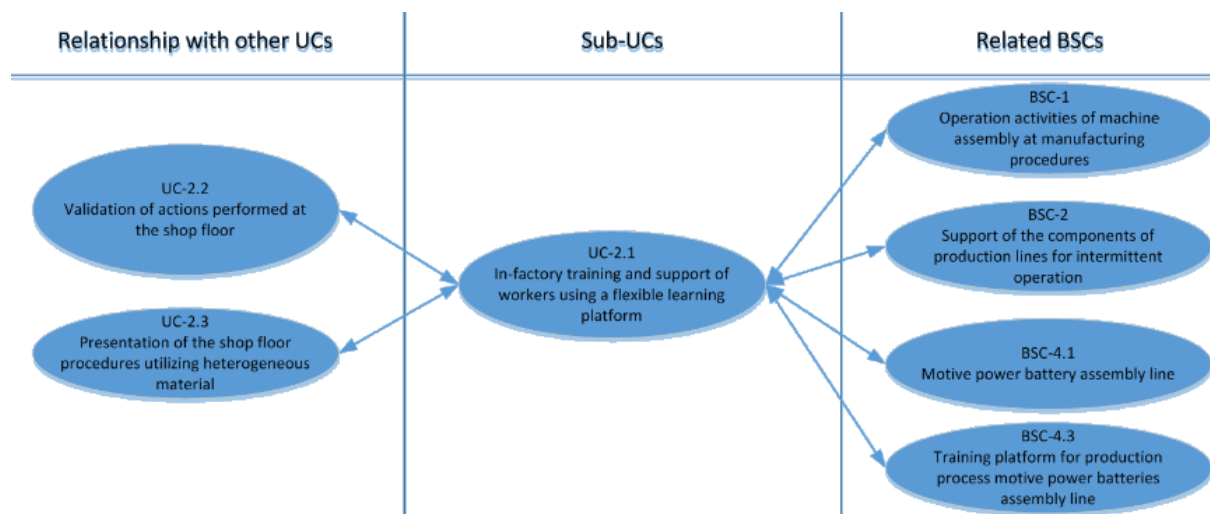 Relationship with other UCs
Sub-UCs
Related BSCs
UC-2.2
Validation of actions performed at
the shop floor
UC-2.3
Presentation of the shop floor
procedures utilizing heterogeneous
material
UC-2.1
In-factory training and support of
workers using a flexible learning
platform
BSC-1
Operation activities of machine
assembly at manufacturing
procedures
BSC-2
Support of the components of
production lines for intermittent
operation
BSC-4.1
Motive power battery assembly line
BSC-4.3
Training platform for production
process motive power batteries
assembly line